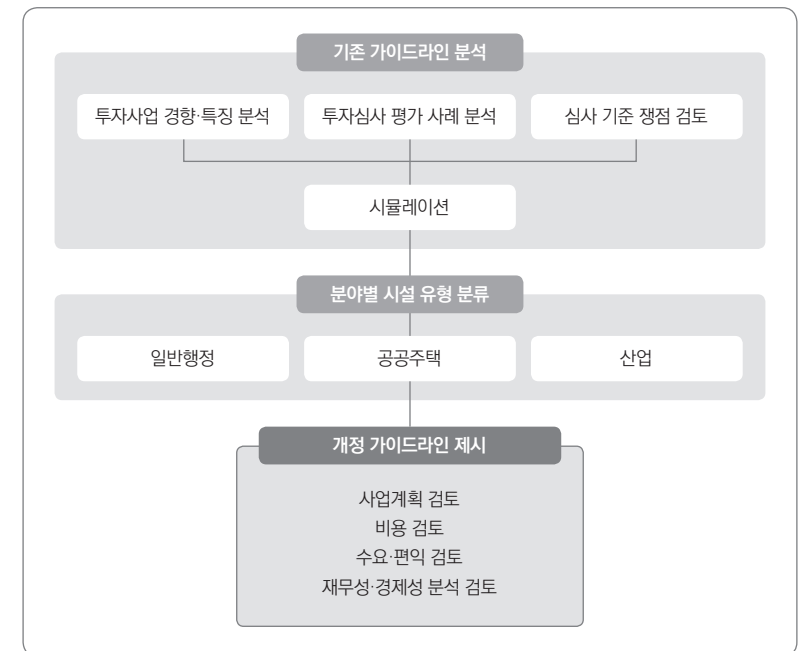 기존 가이드라인 분석
투자사업 경향·특징 분석
투자심사 평가 사례 분석
심사 기준 쟁점 검토
시뮬레이션
분야별 시설 유형 분류
일반행정
공공주택
산업
개정 가이드라인 제시
사업계획 검토
비용 검토
수요·편익 검토
재무성·경제성 분석 검토